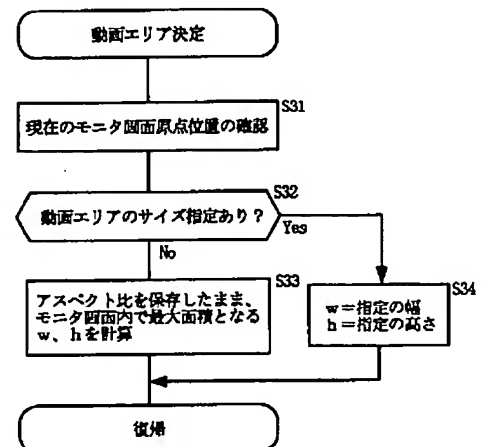 動画エリア決定
S31
現在のモニタ画面原点位置の確認
S32
動画エリアのサイズ指定あり？
Yes
No
S33
アスペクト比を保存したまま、
モニタ画面内で最大面積となる
w、hを計算
S34
w＝指定の幅
h＝指定の高さ
復帰